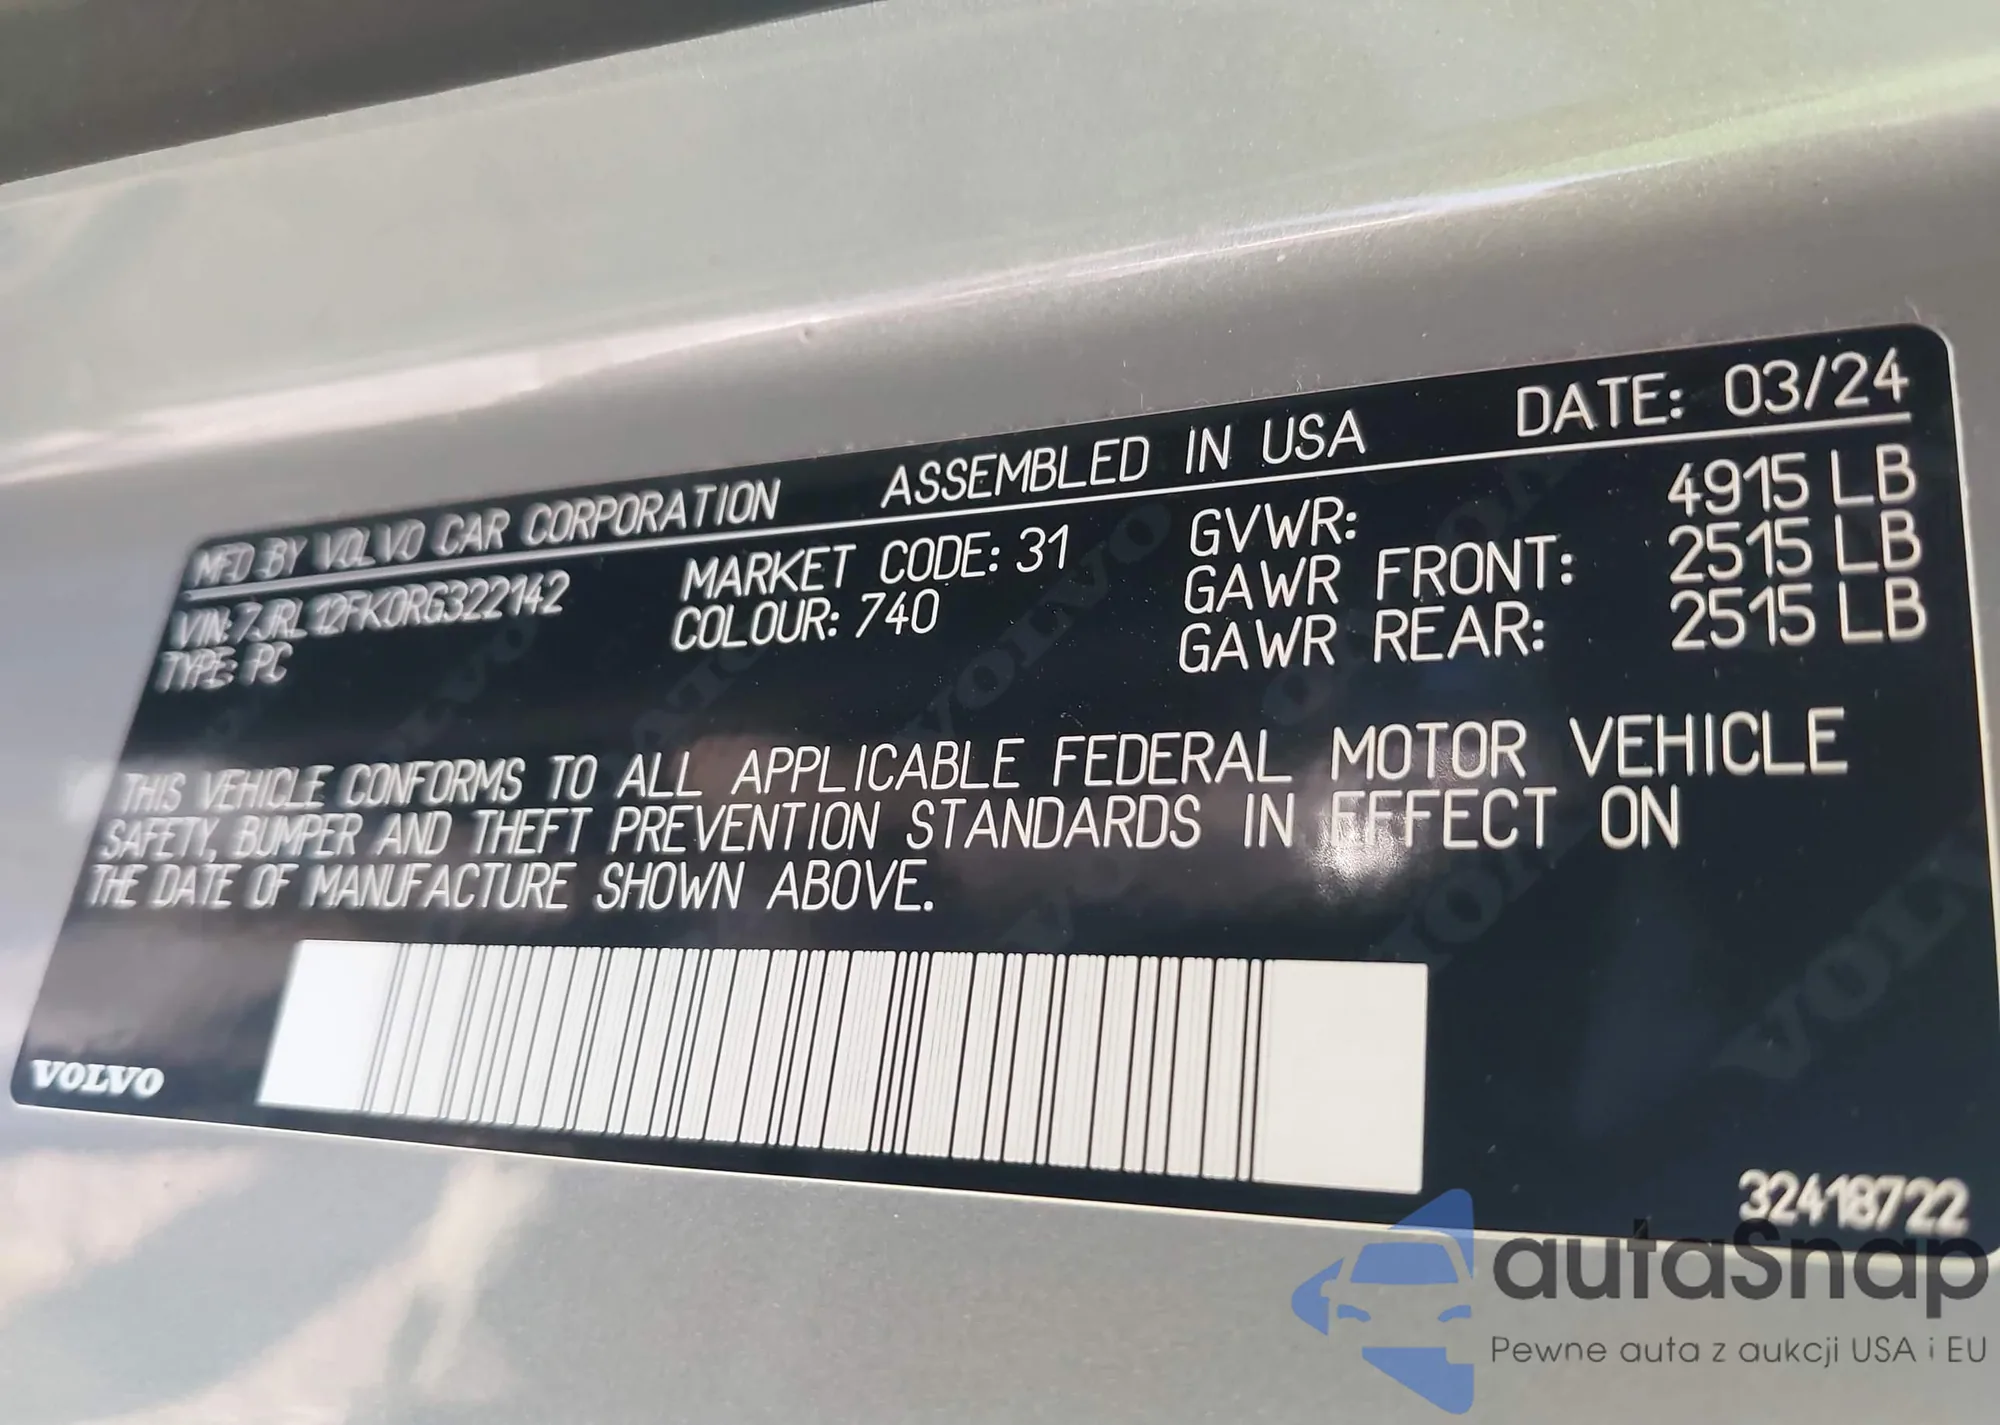 MFD BY VOLVO CAR CORPORATION ASSEMBLED IN USA DATE: 03/24
VIN: 7JRL12FK0RG322142 MARKET CODE: 31 GVWR: 4915 LB
TYPE: PC COLOUR: 740 GAWR FRONT: 2515 LB
GAWR REAR: 2515 LB
THIS VEHICLE CONFORMS TO ALL APPLICABLE FEDERAL MOTOR VEHICLE
SAFETY, BUMPER AND THEFT PREVENTION STANDARDS IN EFFECT ON
THE DATE OF MANUFACTURE SHOWN ABOVE.
VOLVO
32418722
autaSnap
Pewne auta z aukcji USA i EU